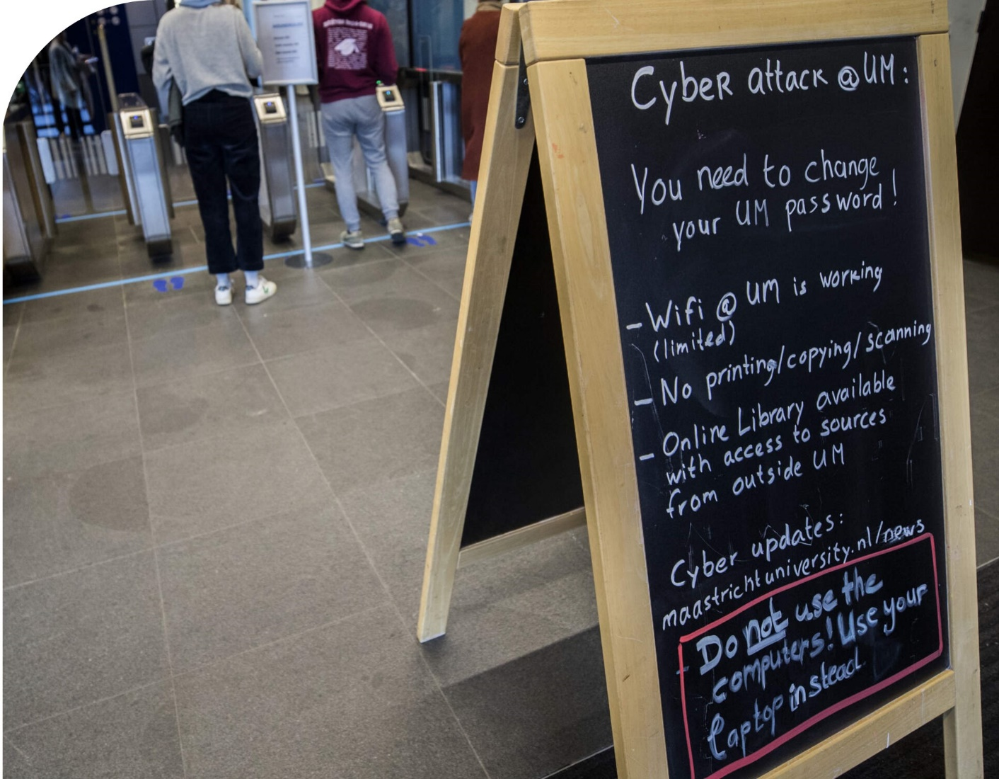 Cyber attack @UM:
You need to change
your UM password!
- Wifi @ UM is working
(limited)
- No printing/copying/scanning
- Online Library available
with access to sources
from outside UM
Cyber updates:
maastrichtuniversity.nl/news
- Do not use the
computers! Use your
laptop instead.